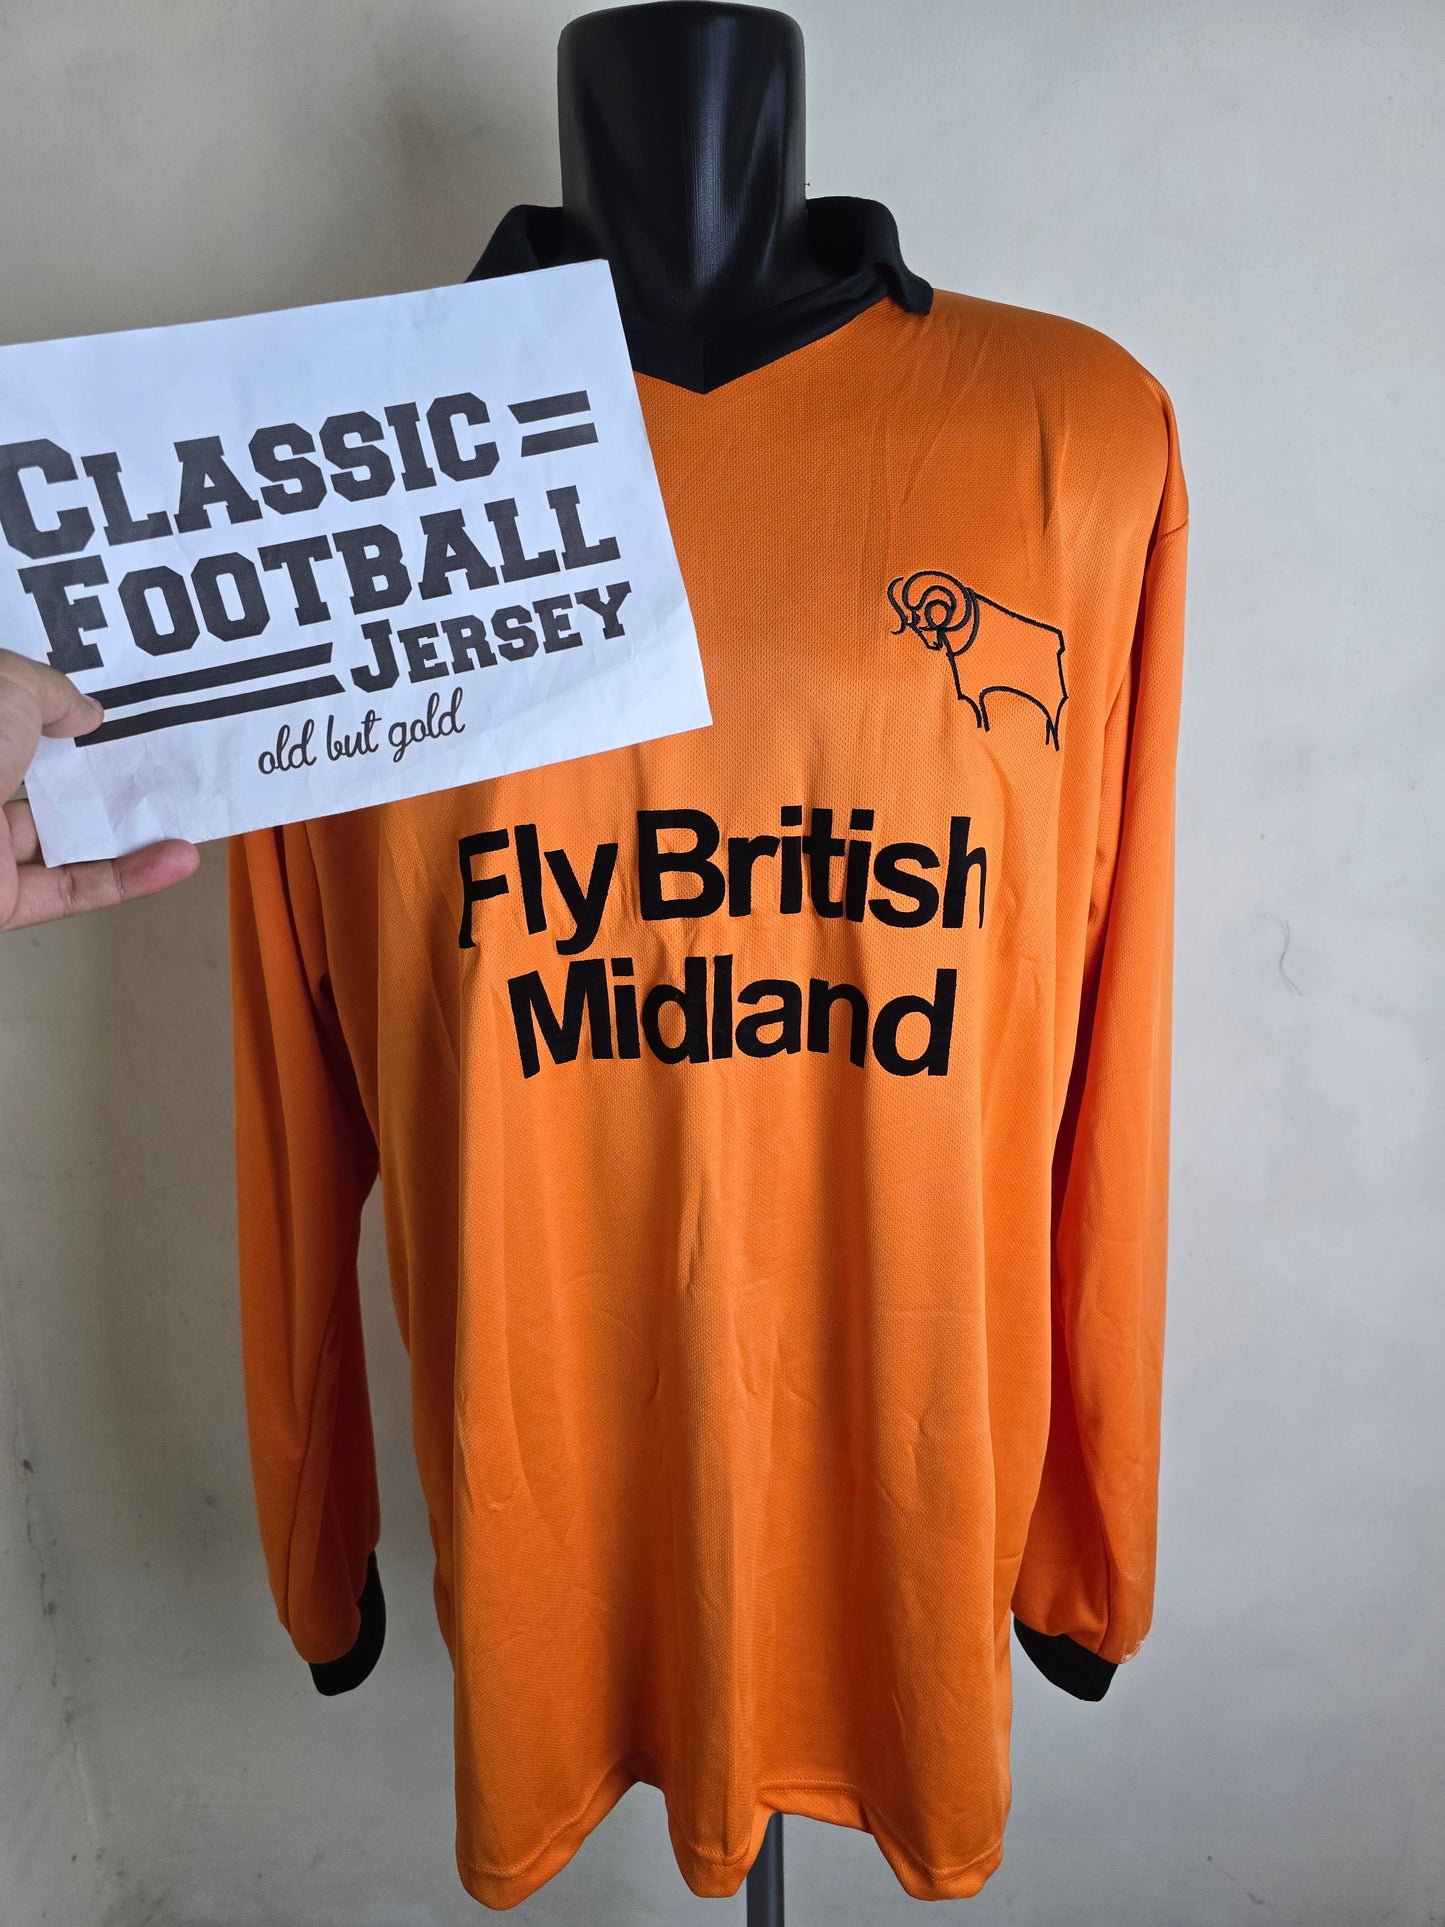 CLASSIC
FOOTBALL
JERSEY
old but gold
Fly British
Midland